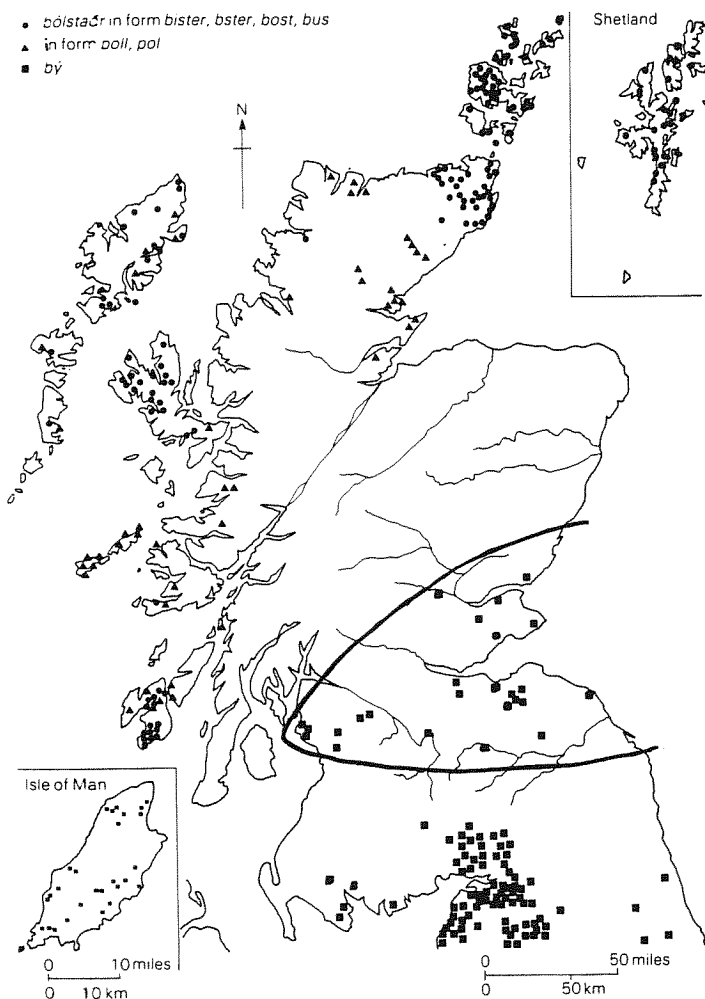 • bólstaðr in form bister, bster, bost, bus
▲ in form boll, pol
■ bý
Shetland
N
Isle of Man
0 10 miles
0 10 km
0 50 miles
0 50 km